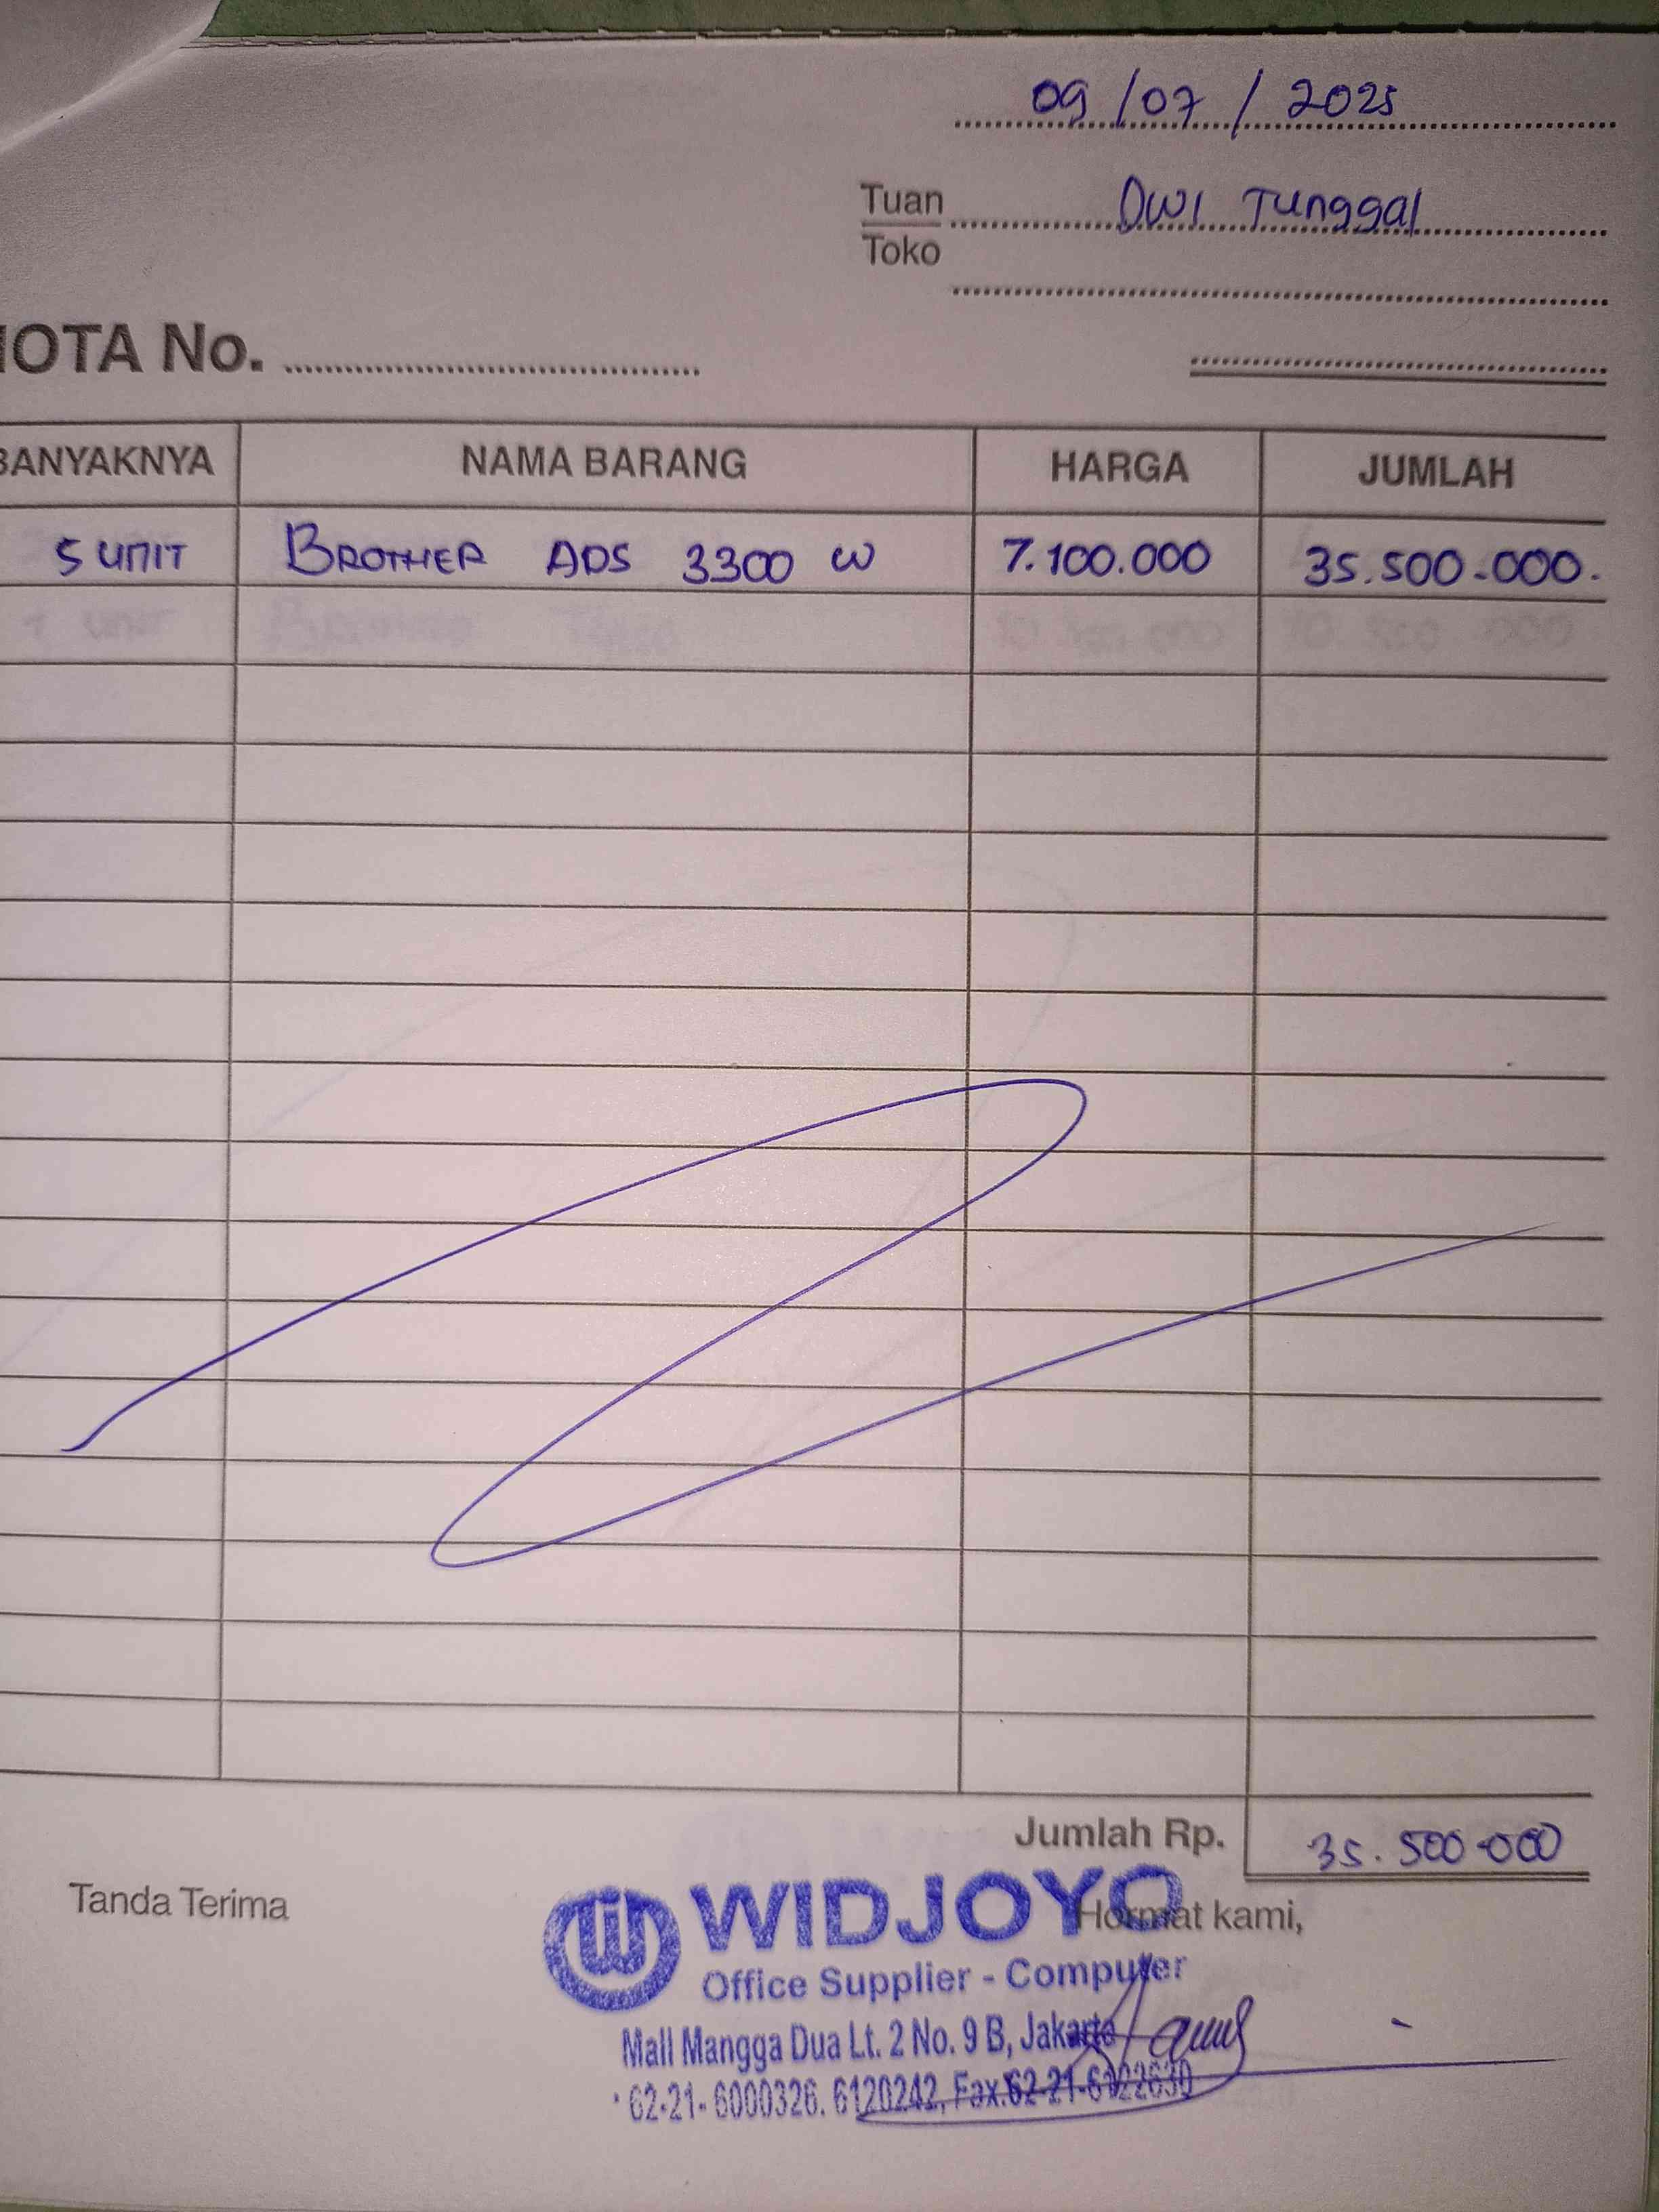 09/07/2025
Tuan Dwi Tunggal
Toko
NOTA No.
BANYAKNYA NAMA BARANG HARGA JUMLAH
5 UNIT BROTHER ADS 3300 W 7.100.000 35.500.000.
Jumlah Rp. 35.500.000
Tanda Terima Hormat kami,
WIDJOYO
Office Supplier - Computer
Mall Mangga Dua Lt. 2 No. 9 B, Jakarta
62-21- 6000326. 6120242, Fax.62-21-6122630